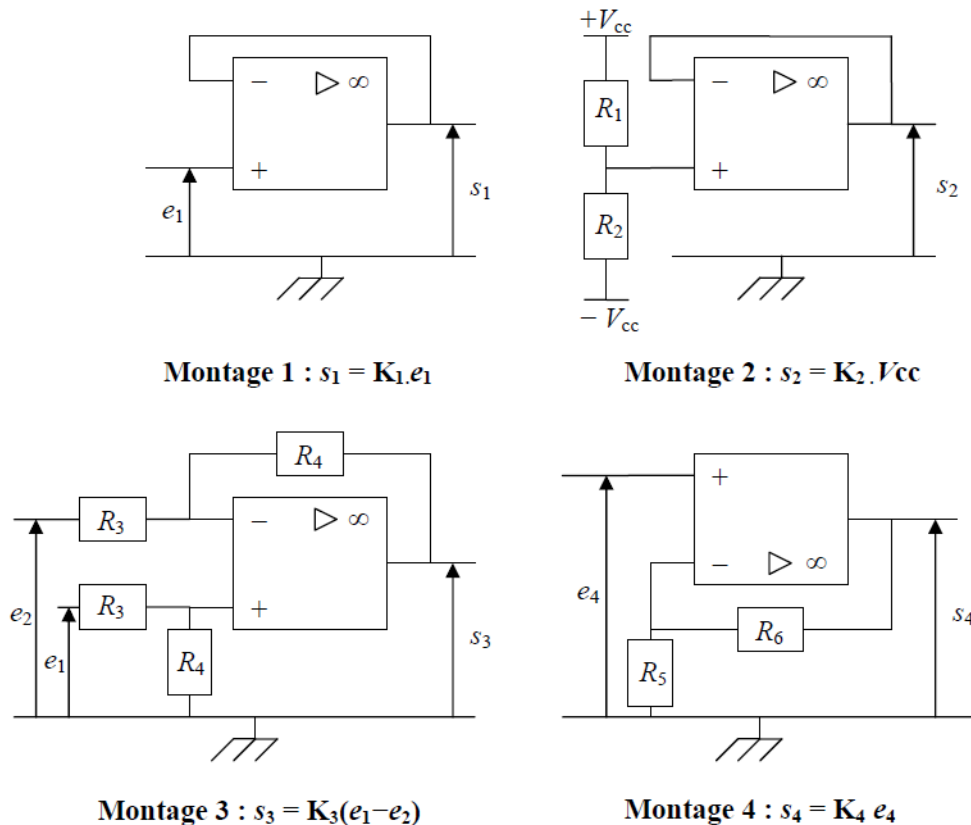 +Vcc
− ▷ ∞
− ▷ ∞
R1
+
+
e1
s1
R2
s2
− Vcc
Montage 1 : s1 = K1.e1
Montage 2 : s2 = K2 . Vcc
R4
+
R3
− ▷ ∞
− ▷ ∞
e2
R3
+
e4
R6
s4
e1
R4
s3
R5
Montage 3 : s3 = K3(e1−e2)
Montage 4 : s4 = K4 e4